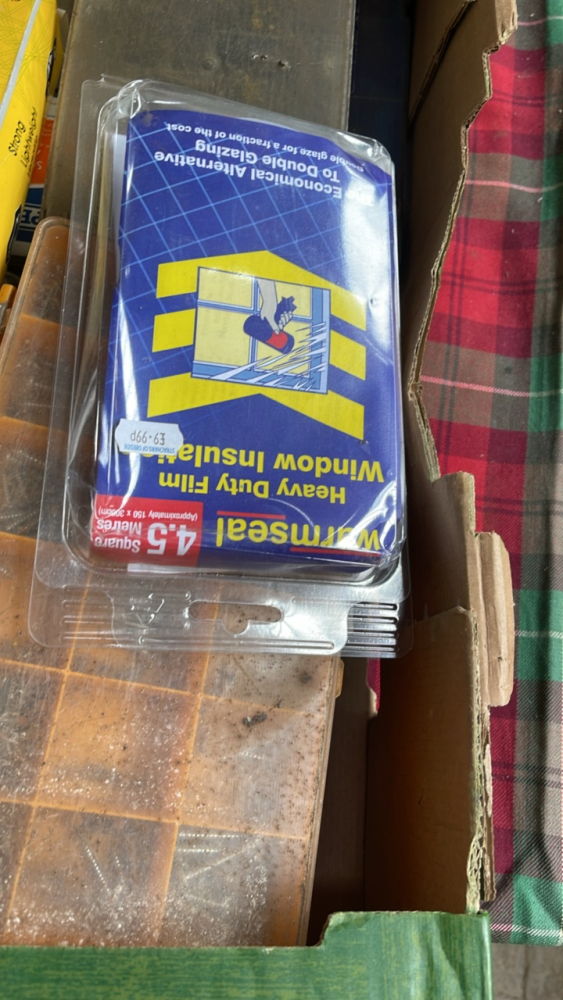 warmseal
4.5
Square
Metres
(Approximately 150 x 300cm)
Heavy Duty Film
Window Insulation
£9.99p
Economical Alternative
To Double Glazing
double glaze for a fraction of the cost
Strong